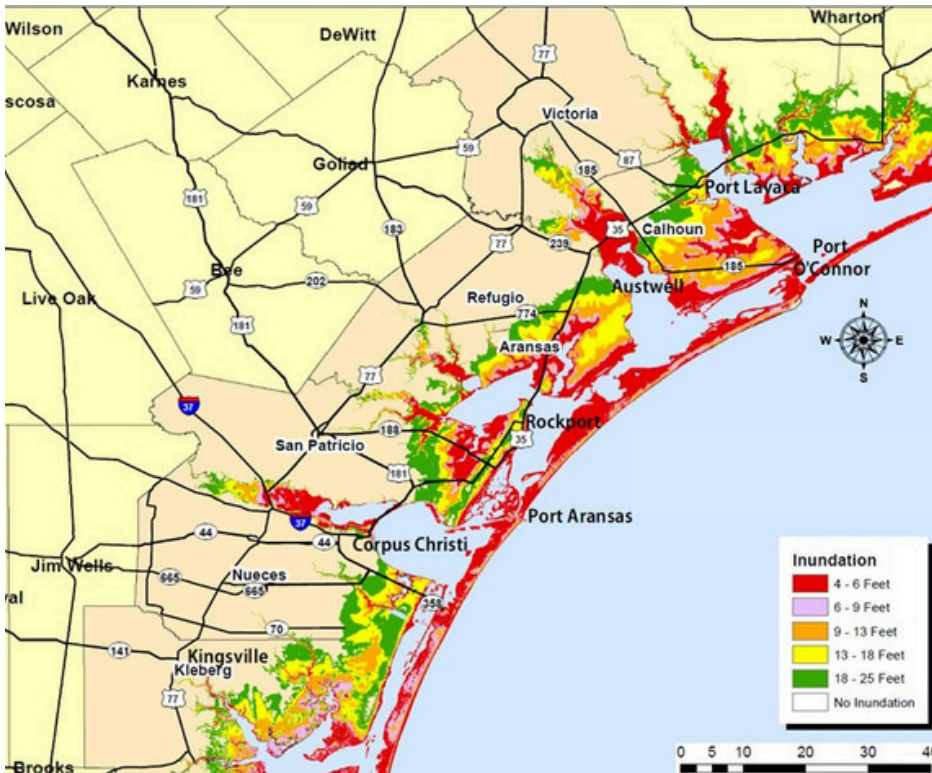 Wilson
DeWitt
Wharton
77
Karnes
scosa
Victoria
59
87
Goliad
185
181
Port Lavaca
59
35
Calhoun
183
77
239
Port
O'Connor
185
Bee
202
59
Austwell
Live Oak
Refugio
774
181
N
W
E
S
Aransas
77
37
Rockport
188
35
San Patricio
181
Port Aransas
37
44
44
Corpus Christi
Jim Wells
665
Nueces
665
val
358
70
141
Kingsville
Kleberg
77
Brooks
Inundation
4 - 6 Feet
6 - 9 Feet
9 - 13 Feet
13 - 18 Feet
18 - 25 Feet
No Inundation
0 5 10 20 30 40